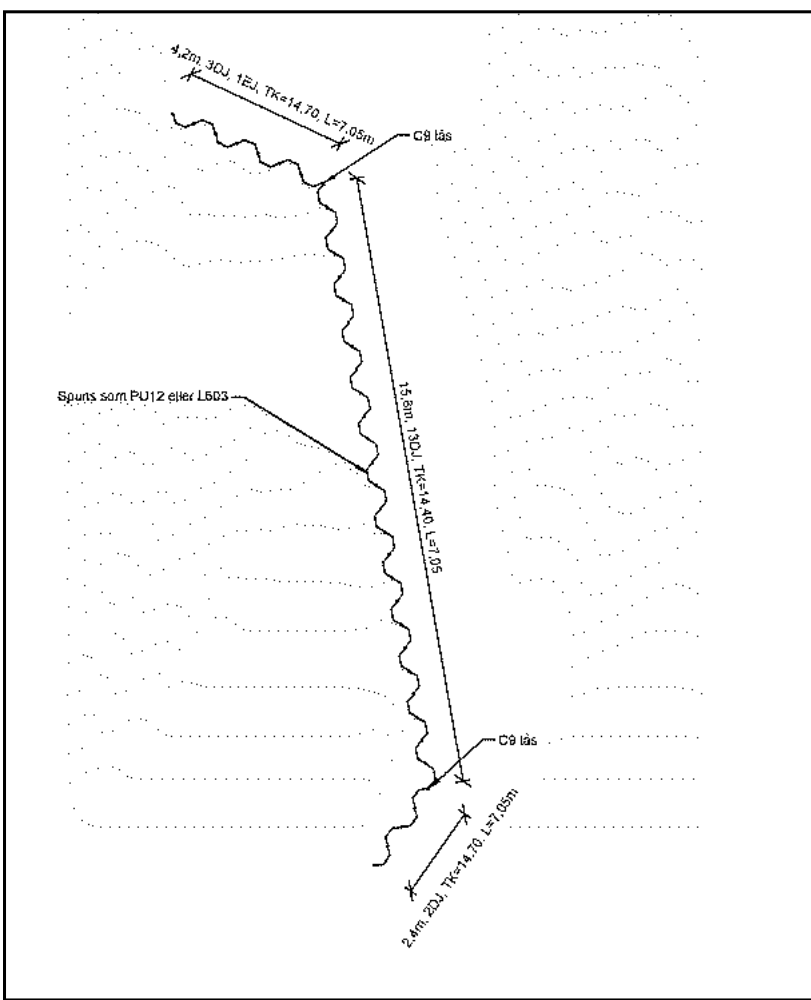 4,2m, 3DJ, 1EJ, TK=14,70, L=7,05m
C9 lås
Spuns som PU12 eller L603
15,6m, 13DJ, TK=14,40, L=7,05
C9 lås
2,4m, 2DJ, TK=14,70, L=7,05m